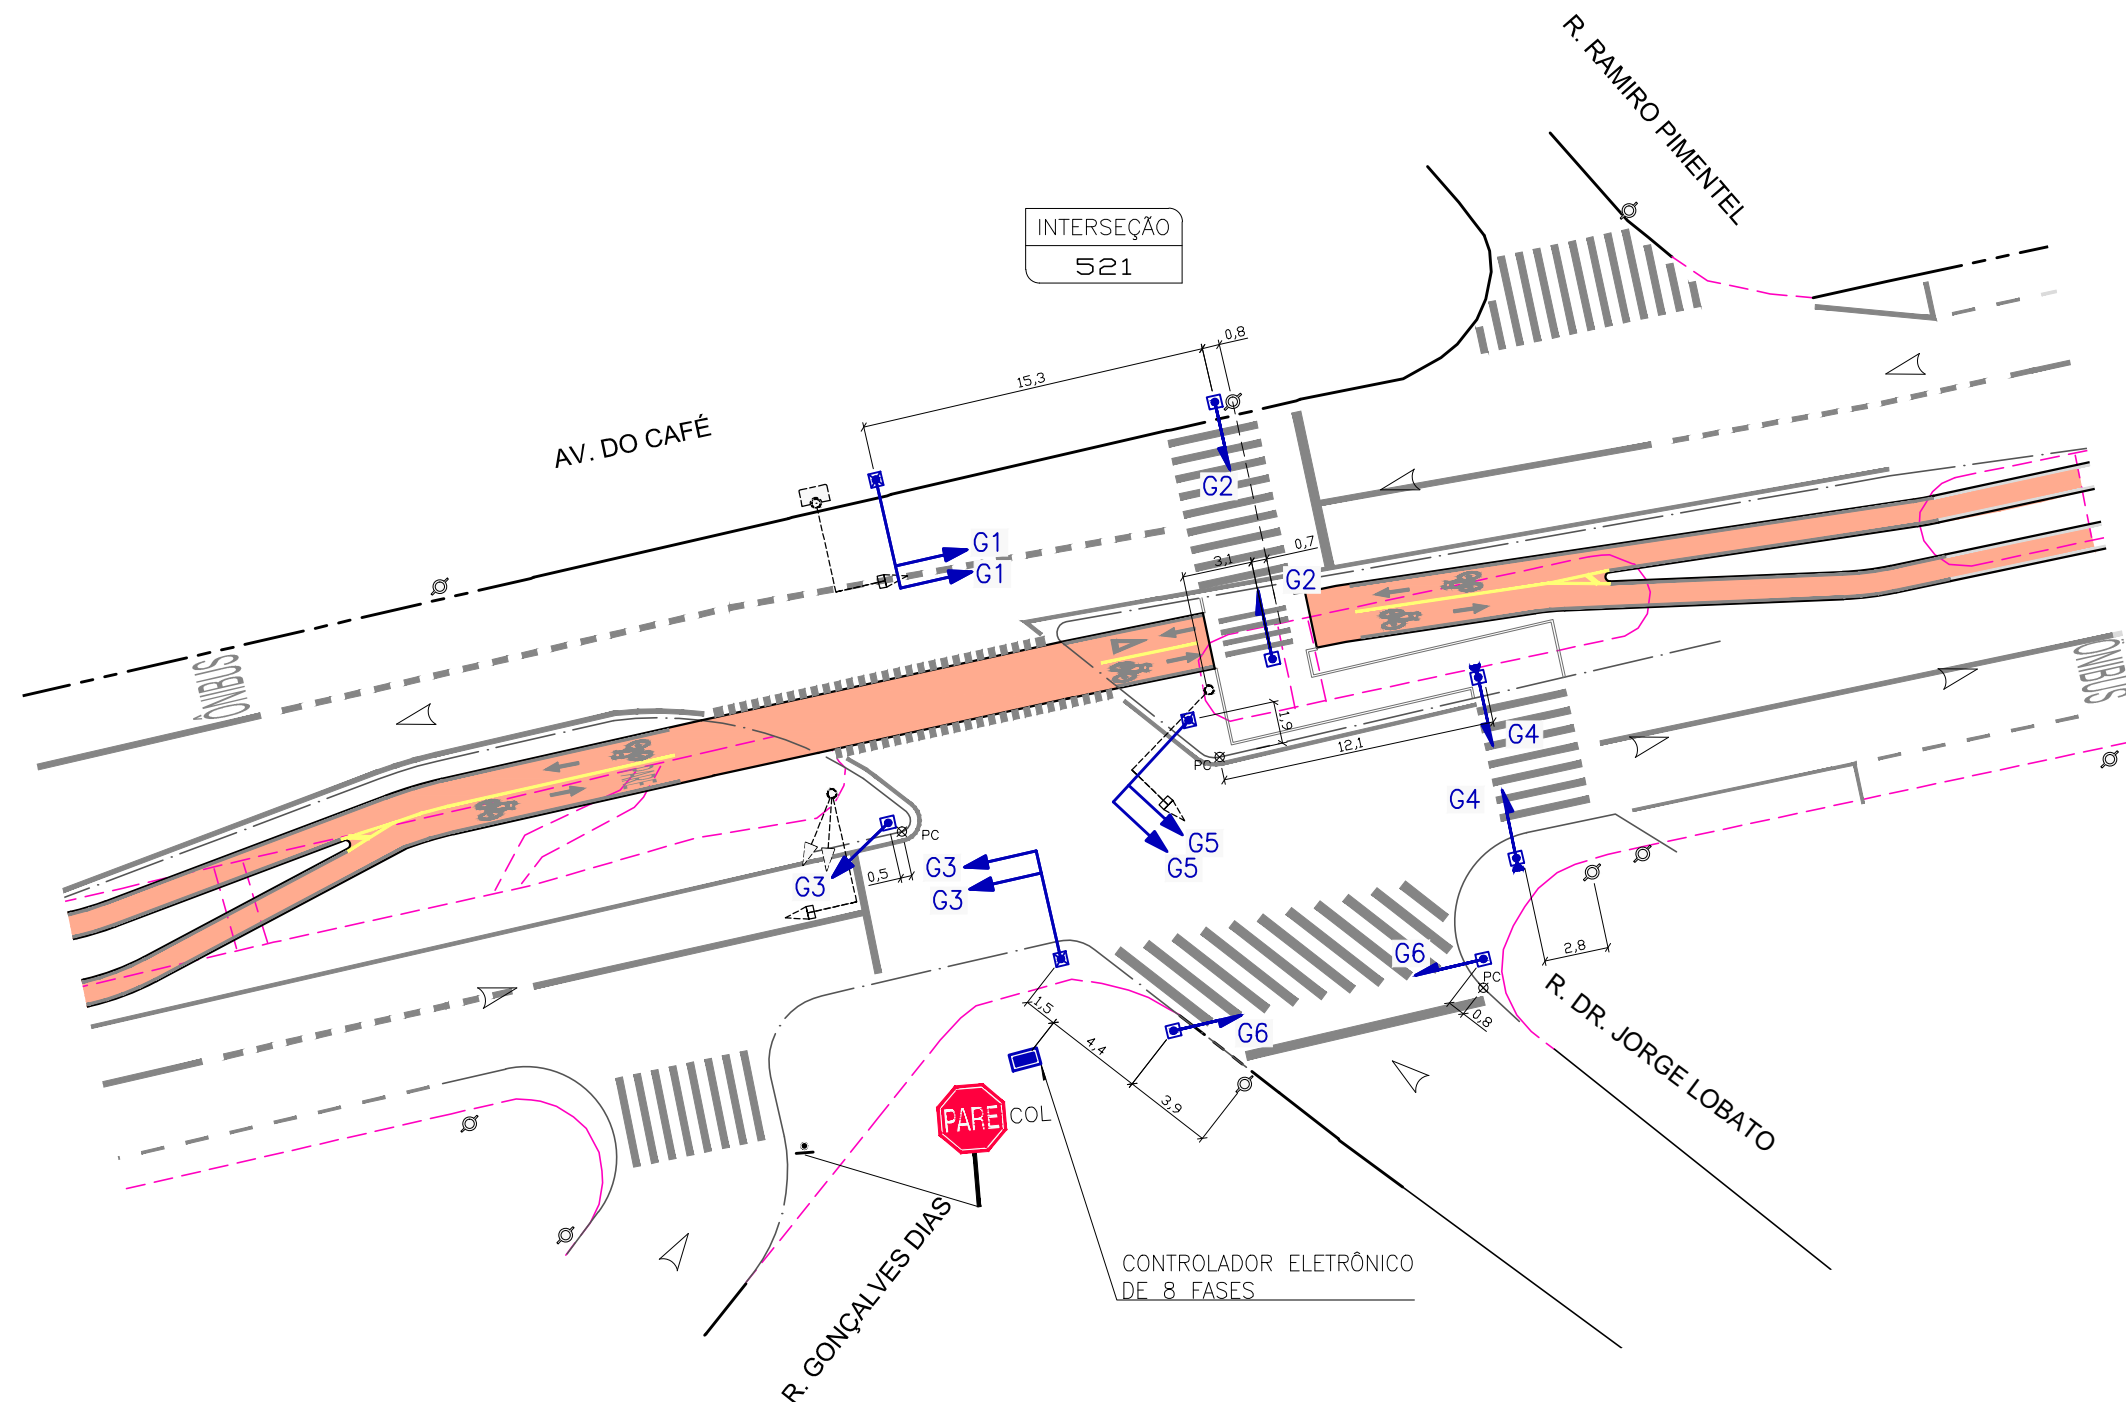 R. RAMIRO PIMENTEL
INTERSEÇÃO
521
0,8
15,3
AV. DO CAFÉ
G2
G1
G1
0,7
3,1
G2
ÔNIBUS
ÔNIBUS
1,9
12,1
G4
PC
G4
PC
G5
G5
G3
0,5
G3
G3
G6
PC
2,8
0,8
1,5
G6
4,4
3,9
R. DR. JORGE LOBATO
PARE
COL
R. GONÇALVES DIAS
CONTROLADOR ELETRÔNICO
DE 8 FASES